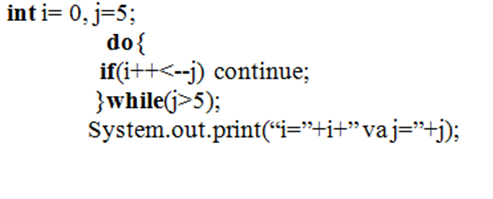 int i= 0, j=5;
do{
if(i++<--j) continue;
}while(j>5);
System.out.print(“i=”+i+” va j=”+j);